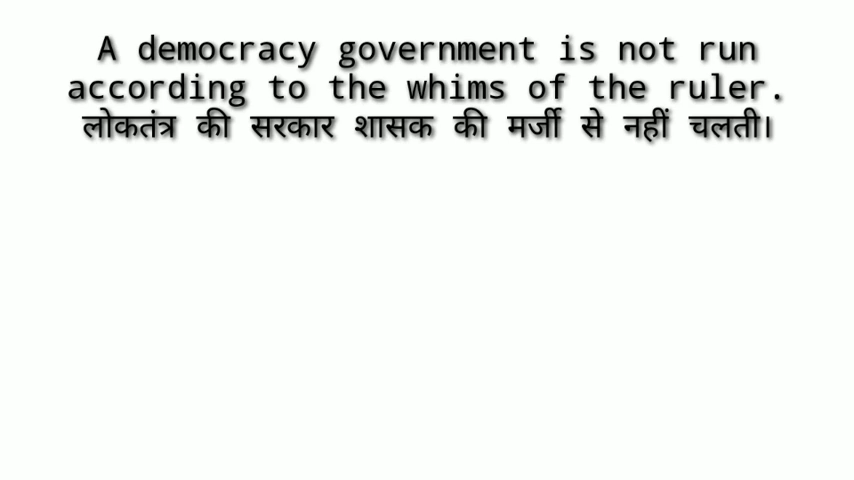 A democracy government is not run
according to the whims of the ruler.
लोकतंत्र की सरकार शासक की मर्जी से नहीं चलती।